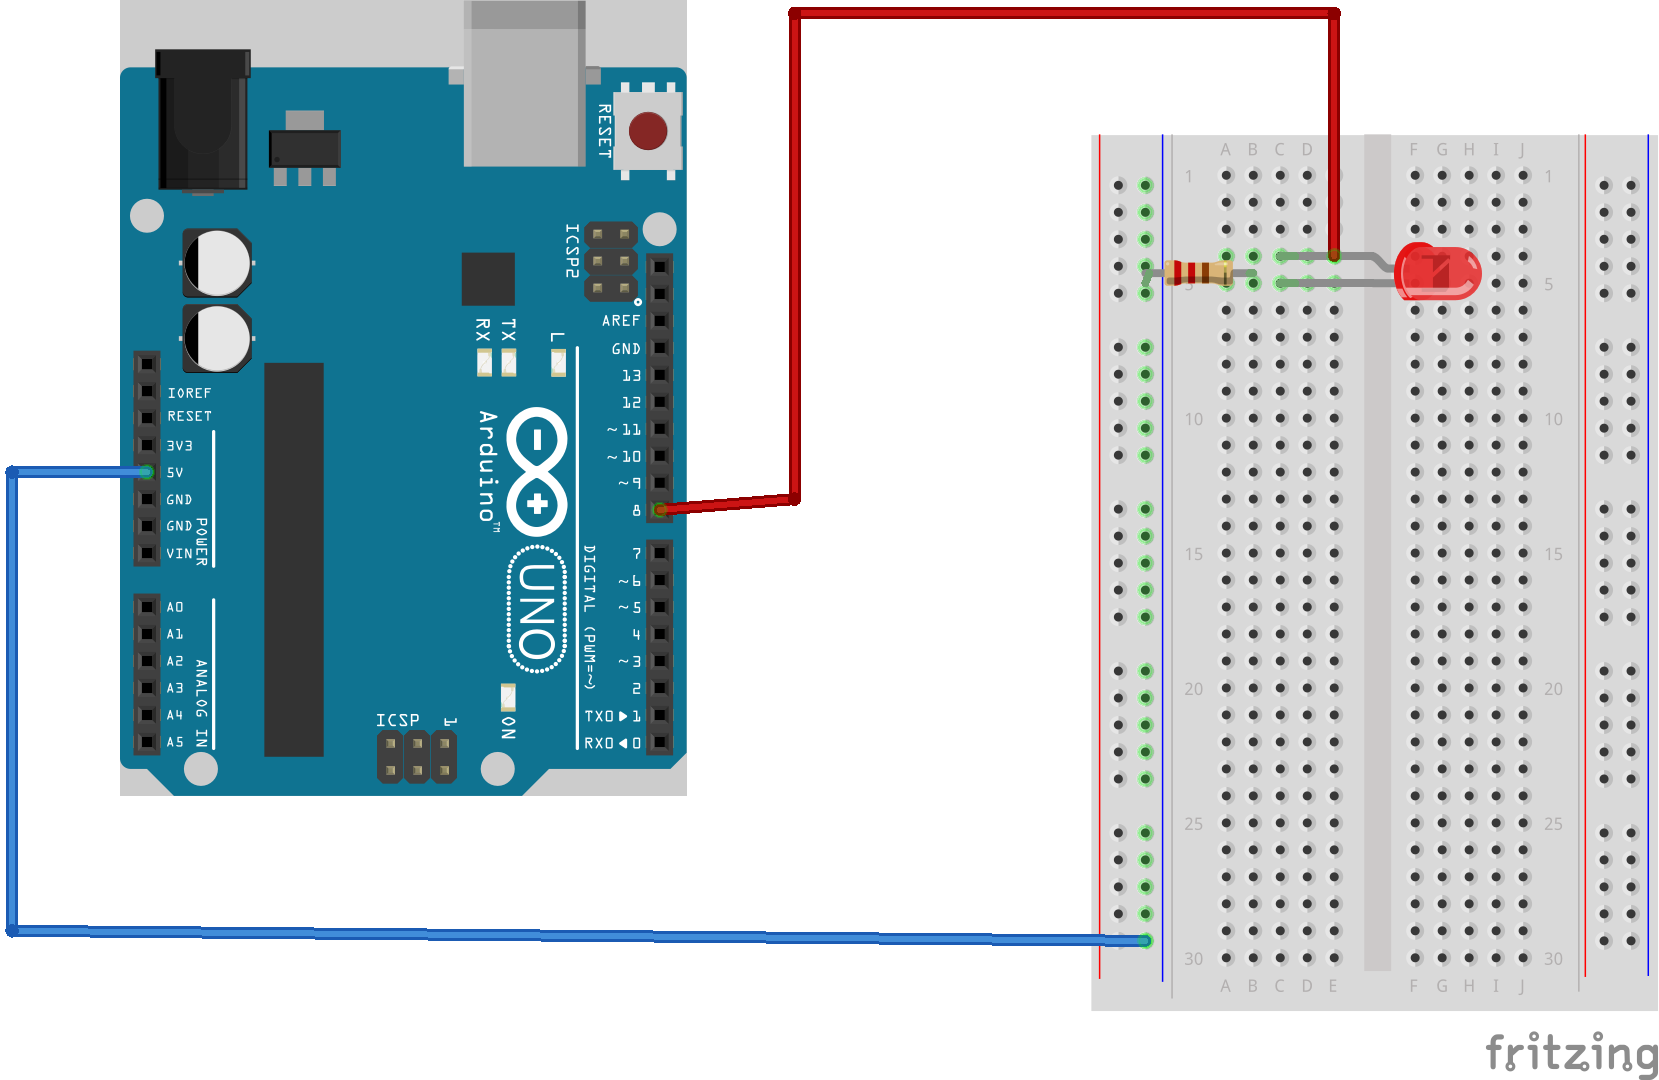 RESET
ICSP2
AREF
GND
13
12
~11
~10
~9
8
7
~6
~5
4
~3
2
TX0▶1
RX0◀0
RX
TX
L
IOREF
RESET
3V3
5V
GND
GND
VIN
POWER
A0
A1
A2
A3
A4
A5
ANALOG IN
Arduino™
UNO
DIGITAL (PWM=~)
ICSP
1
ON
A B C D F G H I J
1 1
5 5
10 10
15 15
20 20
25 25
30 30
A B C D E F G H I J
fritzing